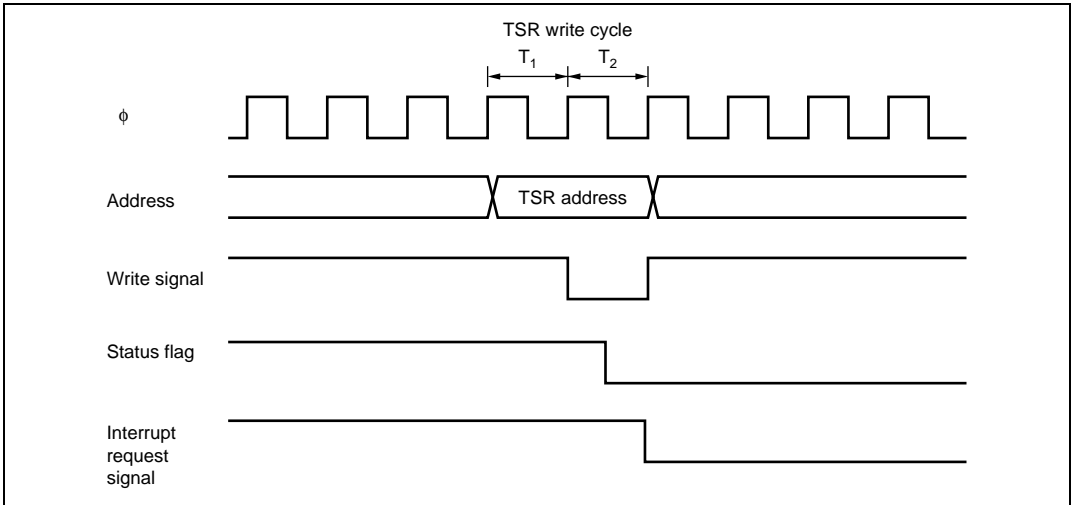 TSR write cycle
T1 T2
ϕ
Address
TSR address
Write signal
Status flag
Interrupt
request
signal